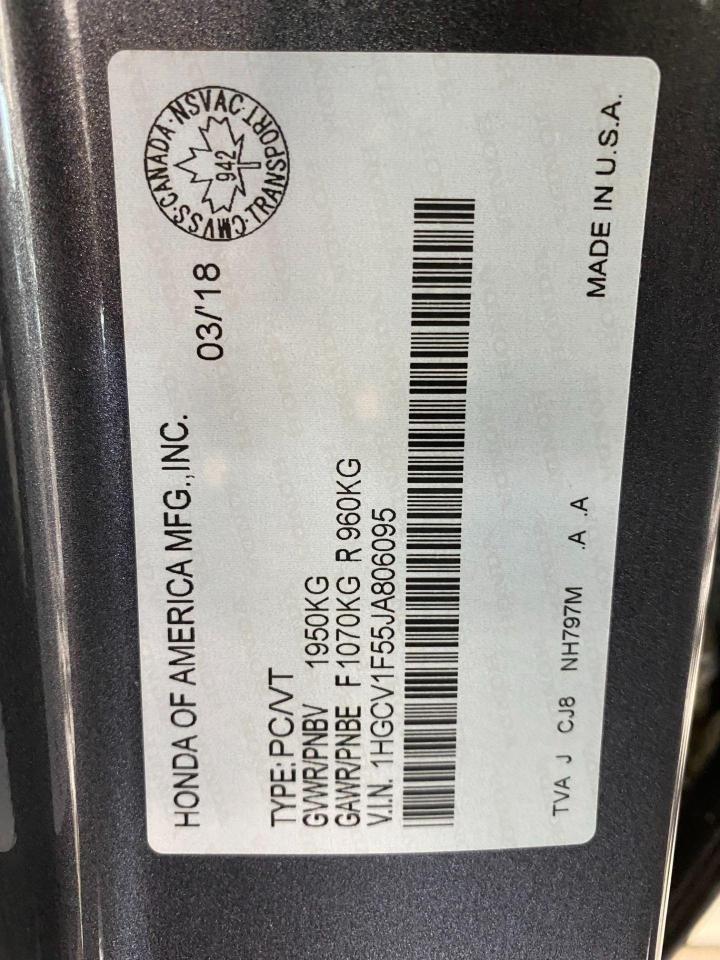 HONDA OF AMERICA MFG.,INC. 03/'18
CANADA·NSVAC·TRANSPORT·CMVSS·
942
TYPE:PC/VT
GVWR/PNBV 1950KG
GAWR/PNBE F 1070KG R 960KG
V.I.N. 1HGCV1F55JA806095
TVA J CJ8 NH797M .A .A
MADE IN U.S.A.